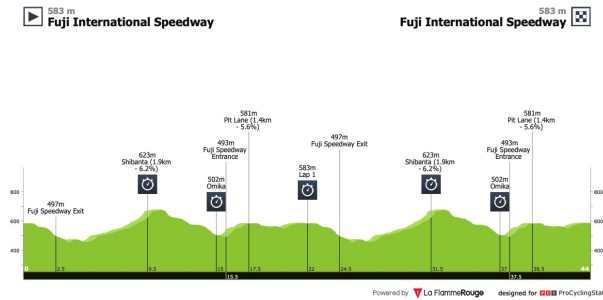 583 m
Fuji International Speedway
583 m
Fuji International Speedway
497m
Fuji Speedway Exit
623m
Shibanta (1.9km
- 6.2%)
502m
Omika
493m
Fuji Speedway
Entrance
581m
Pit Lane (1.4km
- 5.6%)
583m
Lap 1
497m
Fuji Speedway Exit
623m
Shibanta (1.9km
- 6.2%)
502m
Omika
493m
Fuji Speedway
Entrance
581m
Pit Lane (1.4km
- 5.6%)
800
600
400
800
600
400
0 2.5 9.5 15 17.5 22 24.5 31.5 37 39.5 44
15.5 37.5
Powered by La FlammeRouge designed for PCS ProCyclingStat